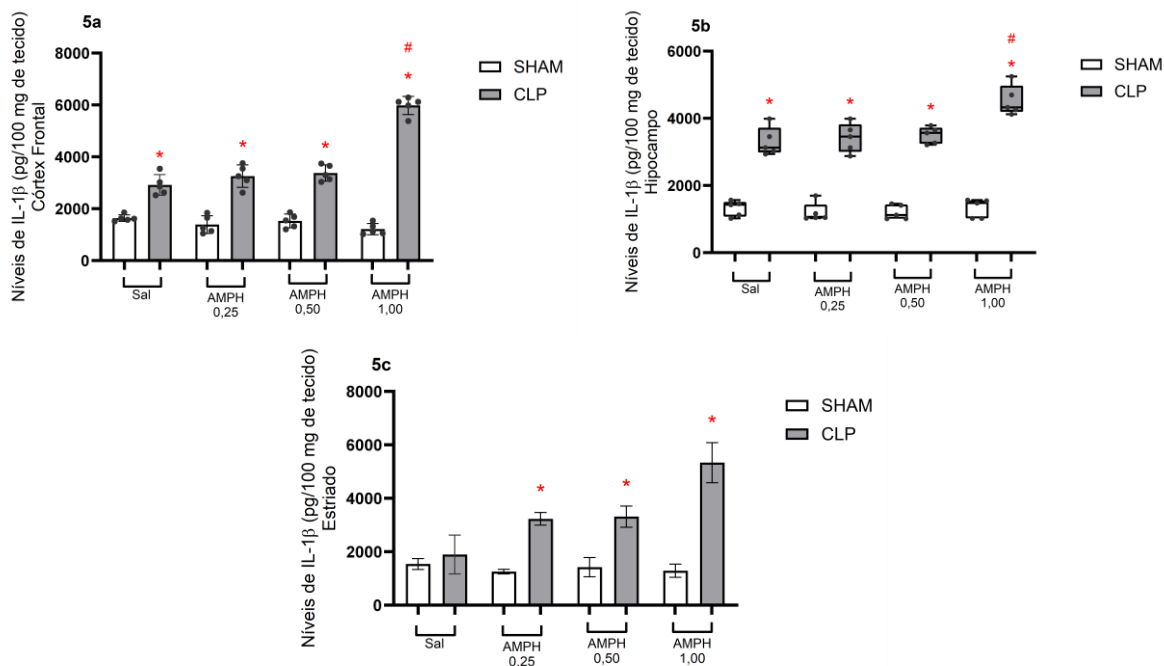 5a
Níveis de IL-1β (pg/100 mg de tecido)
Córtex Frontal
8000
6000
4000
2000
0
*
*
*
#
*
SHAM
CLP
Sal
AMPH
0,25
AMPH
0,50
AMPH
1,00
5b
Níveis de IL-1β (pg/100 mg de tecido)
Hipocampo
6000
4000
2000
0
*
*
*
#
*
SHAM
CLP
Sal
AMPH
0,25
AMPH
0,50
AMPH
1,00
5c
Níveis de IL-1β (pg/100 mg de tecido)
Estriado
8000
6000
4000
2000
0
*
*
*
SHAM
CLP
Sal
AMPH
0,25
AMPH
0,50
AMPH
1,00